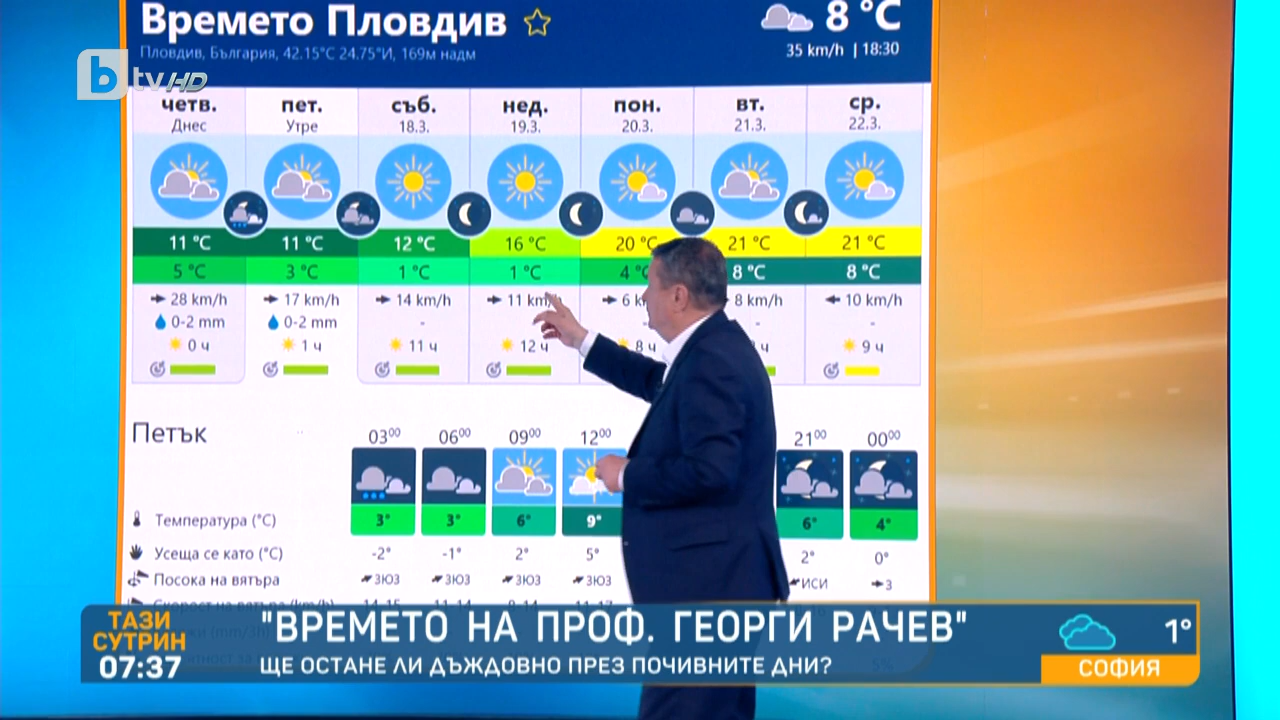 Времето Пловдив
8 °C
Пловдив, България, 42.15°C 24.75°И, 169м надм
35 km/h | 18:30
btv HD
четв. пет. съб. нед. пон. вт. ср.
Днес Утре 18.3. 19.3. 20.3. 21.3. 22.3.
11 °C 11 °C 12 °C 16 °C 20 °C 21 °C 21 °C
5 °C 3 °C 1 °C 1 °C 4 °C 8 °C 8 °C
28 km/h 17 km/h 14 km/h 11 km/h 6 8 km/h 10 km/h
0-2 mm 0-2 mm - - -
0 ч 1 ч 11 ч 12 ч 8 ч ч 9 ч
Петък
03⁰⁰ 06⁰⁰ 09⁰⁰ 12⁰⁰ 21⁰⁰ 00⁰⁰
Температура (°C) 3° 3° 6° 9° 6° 4°
Усеща се като (°C) -2° -1° 2° 5° 2° 0°
Посока на вятъра ЗЮЗ ЗЮЗ ЗЮЗ ЗЮЗ ИСИ З
ТАЗИ
СУТРИН
07:37
"ВРЕМЕТО НА ПРОФ. ГЕОРГИ РАЧЕВ"
ЩЕ ОСТАНЕ ЛИ ДЪЖДОВНО ПРЕЗ ПОЧИВНИТЕ ДНИ?
1°
СОФИЯ